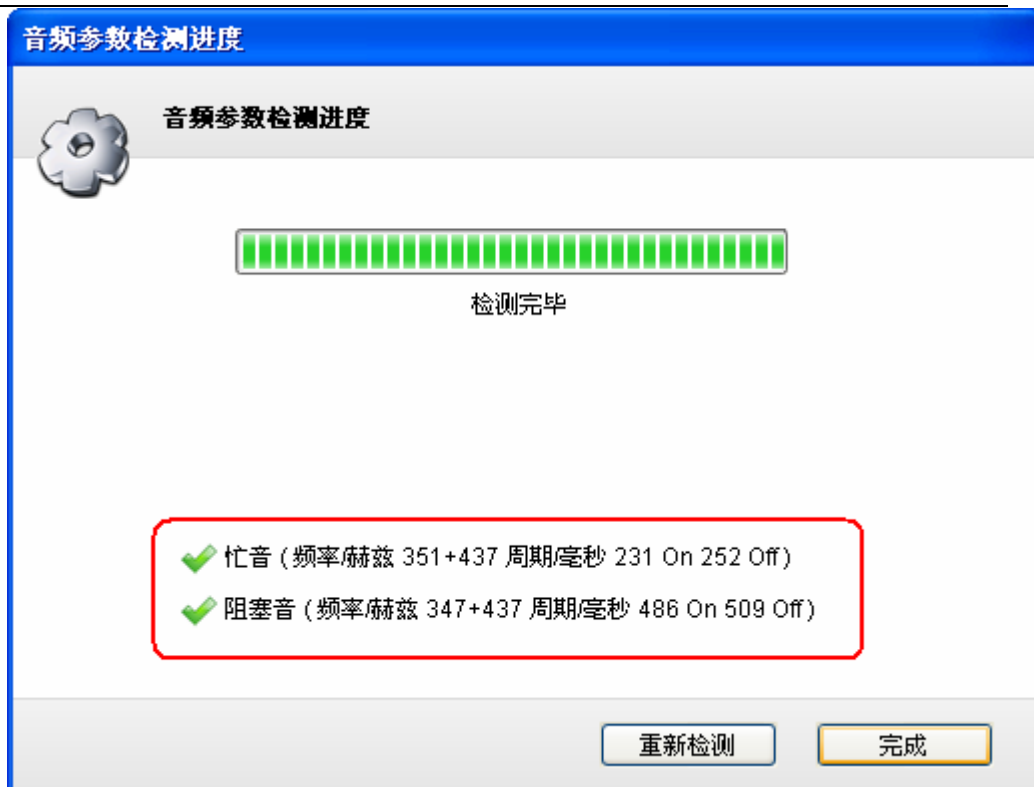 音频参数检测进度
音频参数检测进度
检测完毕
忙音 ( 频率/赫兹 351+437 周期/毫秒 231 On 252 Off )
阻塞音 ( 频率/赫兹 347+437 周期/毫秒 486 On 509 Off )
重新检测
完成